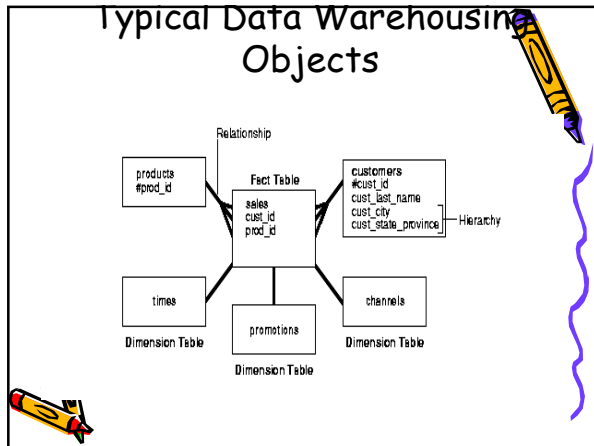 Typical Data Warehousing
Objects
Relationship
products
#prod_id
Fact Table
sales
cust_id
prod_id
customers
#cust_id
cust_last_name
cust_city
cust_state_province
Hierarchy
times
Dimension Table
promotions
Dimension Table
channels
Dimension Table